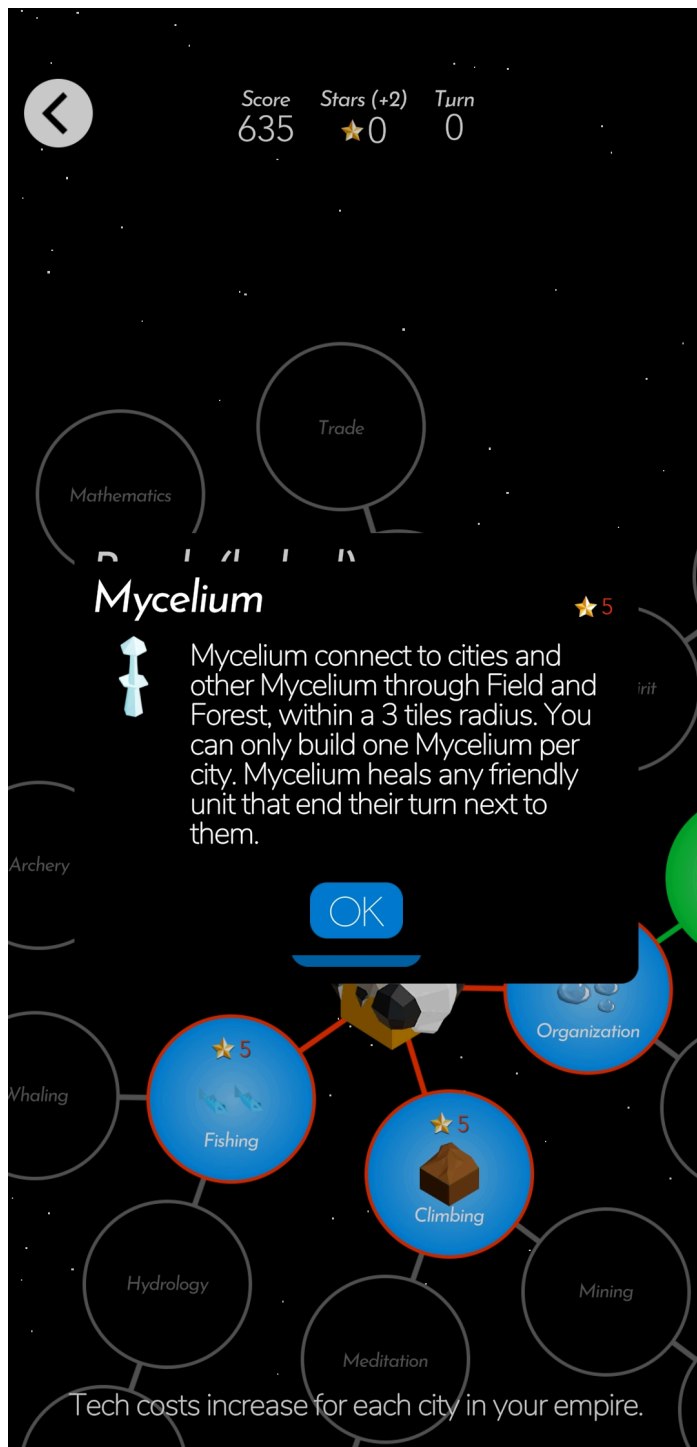 Score Stars (+2) Turn
635 0 0
Trade
Mathematics
Mycelium
5
Mycelium connect to cities and
other Mycelium through Field and
Forest, within a 3 tiles radius. You
can only build one Mycelium per
city. Mycelium heals any friendly
unit that end their turn next to
them.
Archery
OK
Organization
5
Whaling
Fishing
5
Climbing
Hydrology
Mining
Meditation
Tech costs increase for each city in your empire.